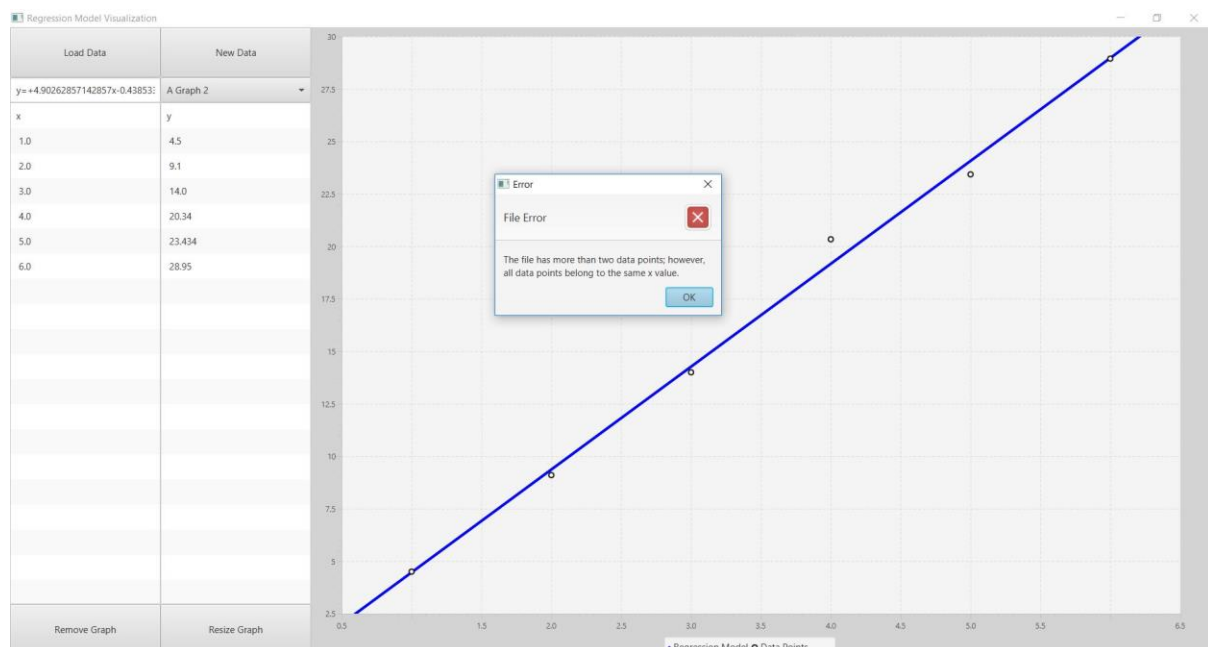 Regression Model Visualization
Load Data New Data
y=+4.90262857142857x-0.43853 A Graph 2
x y
1.0 4.5
2.0 9.1
3.0 14.0
4.0 20.34
5.0 23.434
6.0 28.95
Remove Graph Resize Graph
30
27.5
25
22.5
20
17.5
15
12.5
10
7.5
5
2.5
Error
File Error
The file has more than two data points; however,
all data points belong to the same x value.
OK
0.5 1.5 2.0 2.5 3.0 3.5 4.0 4.5 5.0 5.5 6.5
Regression Model Data Points